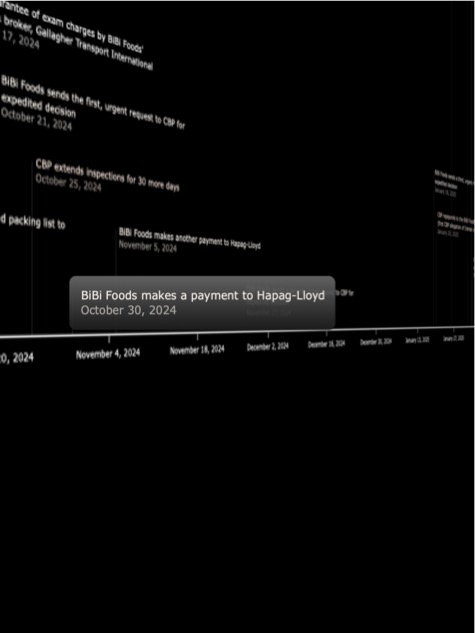 rantee of exam charges by BiBi Foods'
broker, Gallagher Transport International
17, 2024
BiBi Foods sends the first, urgent request to CBP for
expedited decision
October 21, 2024
CBP extends inspections for 30 more days
October 25, 2024
d packing list to
BiBi Foods makes another payment to Hapag-Lloyd
November 5, 2024
BiBi Foods makes a payment to Hapag-Lloyd
October 30, 2024
to CBP for
0, 2024
November 4, 2024
November 18, 2024
December 2, 2024
December 16, 2024
December 30, 2024
January 13, 2025
January 27, 2025